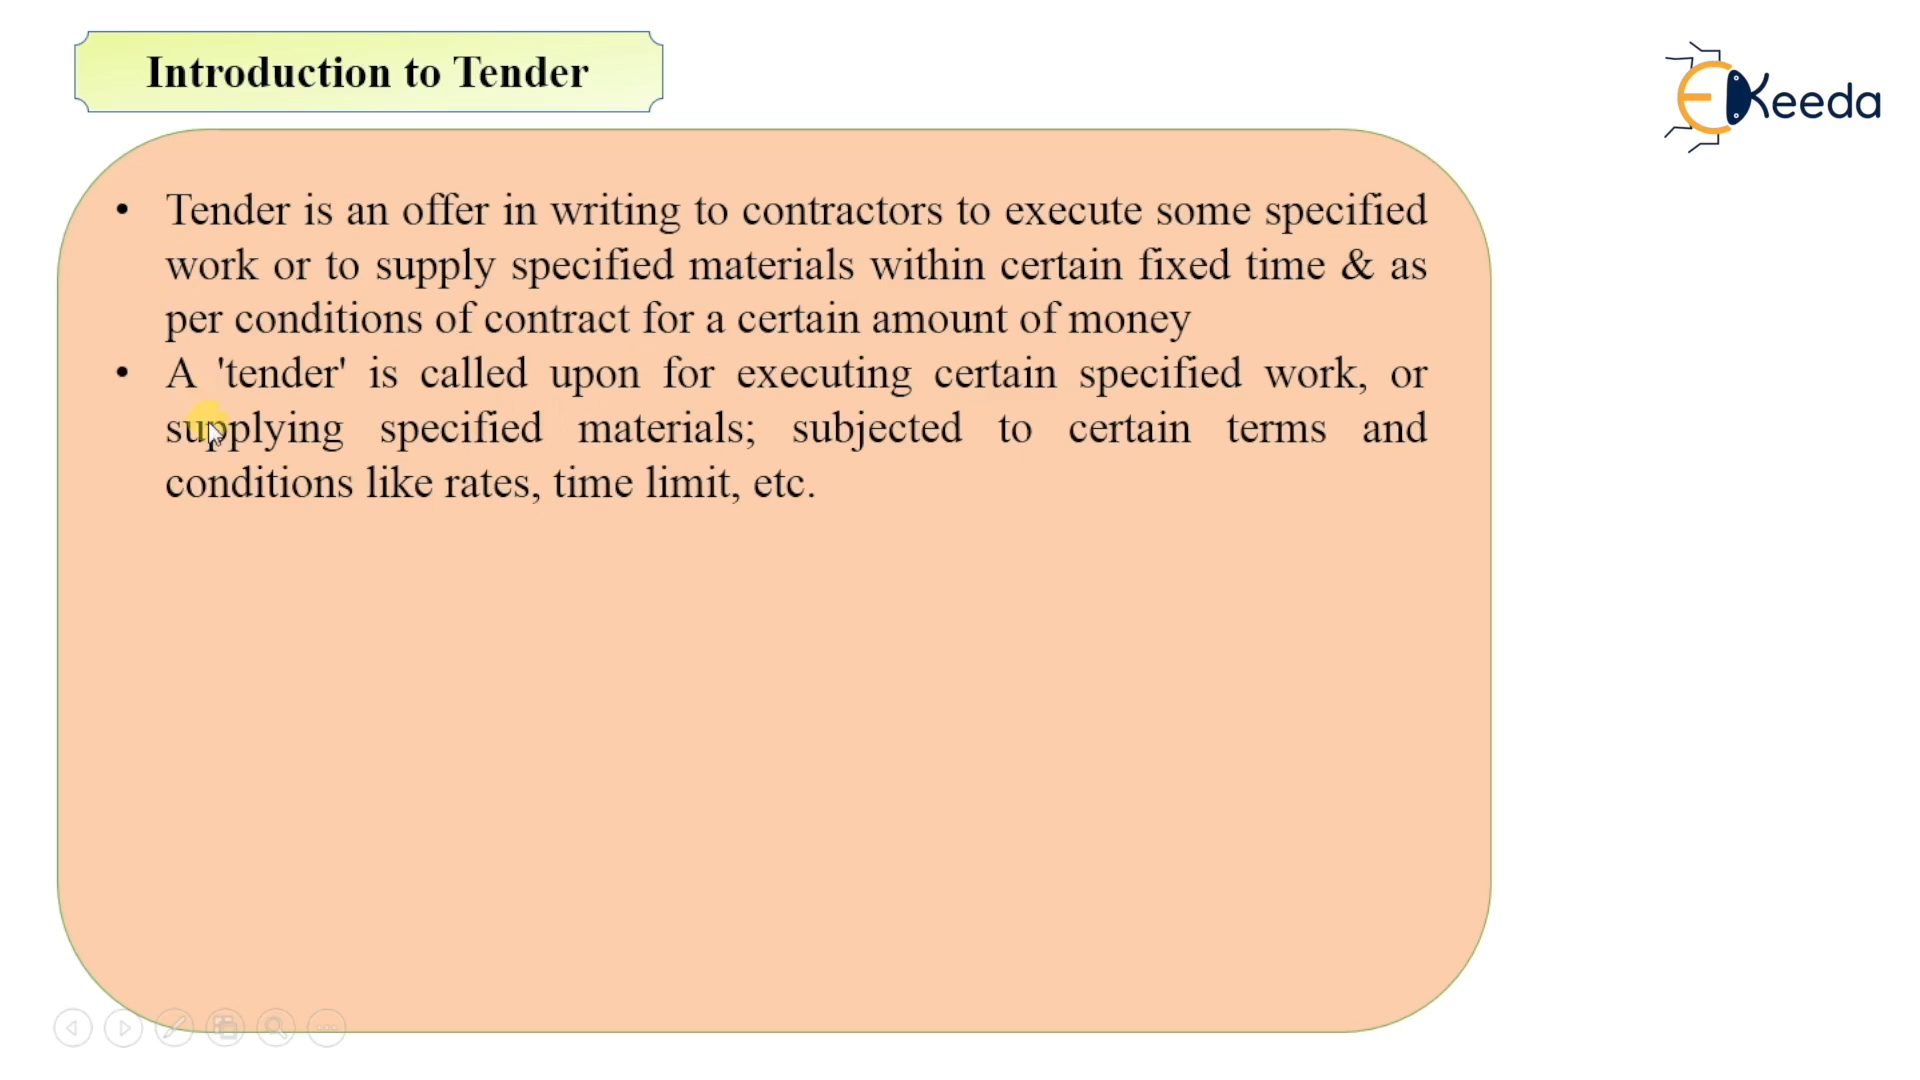 Introduction to Tender
EKeeda
• Tender is an offer in writing to contractors to execute some specified
work or to supply specified materials within certain fixed time & as
per conditions of contract for a certain amount of money
• A 'tender' is called upon for executing certain specified work, or
supplying specified materials; subjected to certain terms and
conditions like rates, time limit, etc.